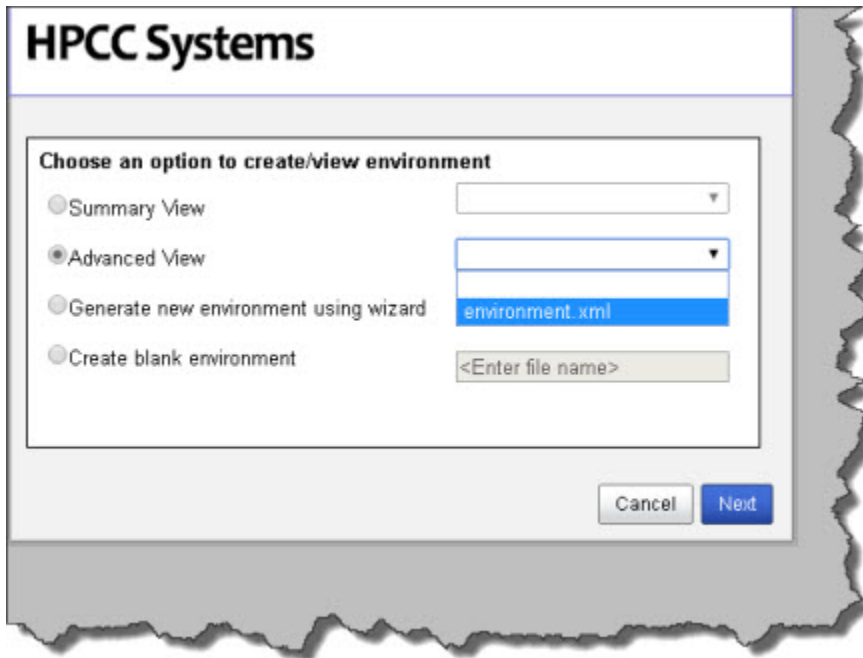 HPCC Systems
Choose an option to create/view environment
Summary View
Advanced View
Generate new environment using wizard
environment.xml
Create blank environment
<Enter file name>
Cancel
Next